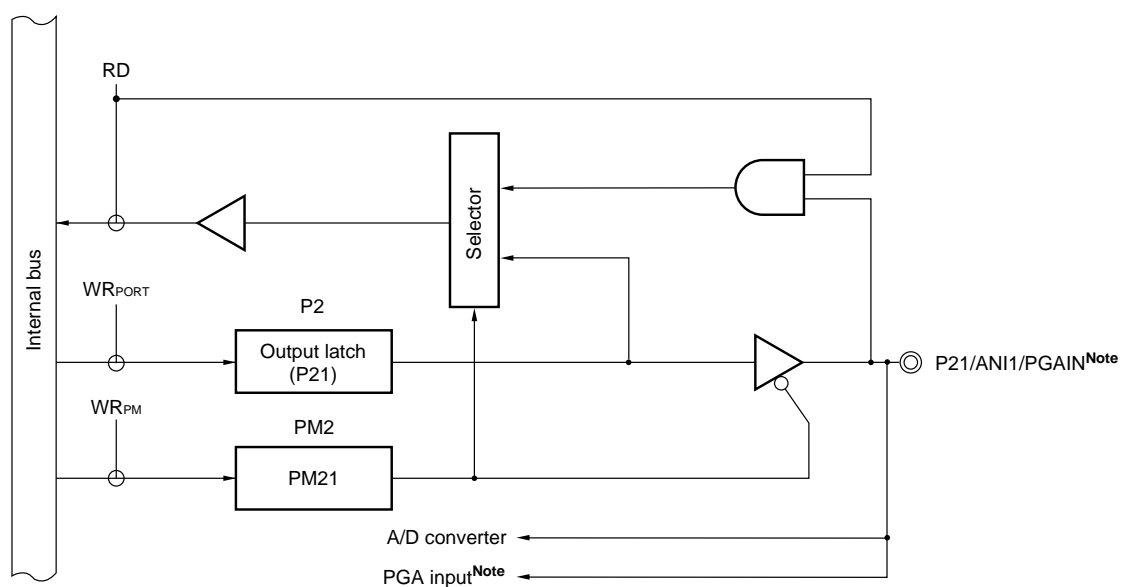 RD
Selector
Internal bus
WRPORT
P2
Output latch
(P21)
P21/ANI1/PGAINNote
WRPM
PM2
PM21
A/D converter
PGA inputNote